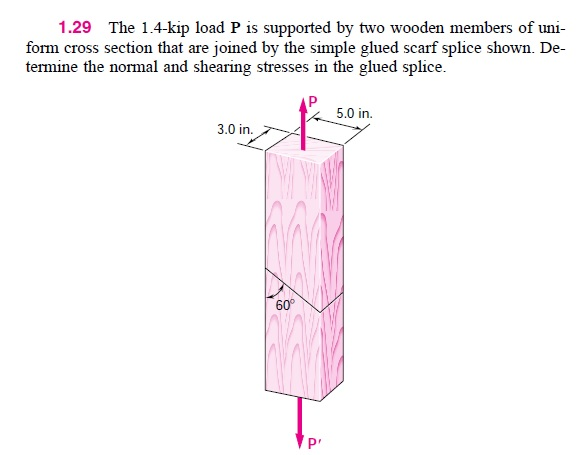 1.29 The 1.4-kip load P is supported by two wooden members of uni-
form cross section that are joined by the simple glued scarf splice shown. De-
termine the normal and shearing stresses in the glued splice.
P
5.0 in.
3.0 in.
60°
P'